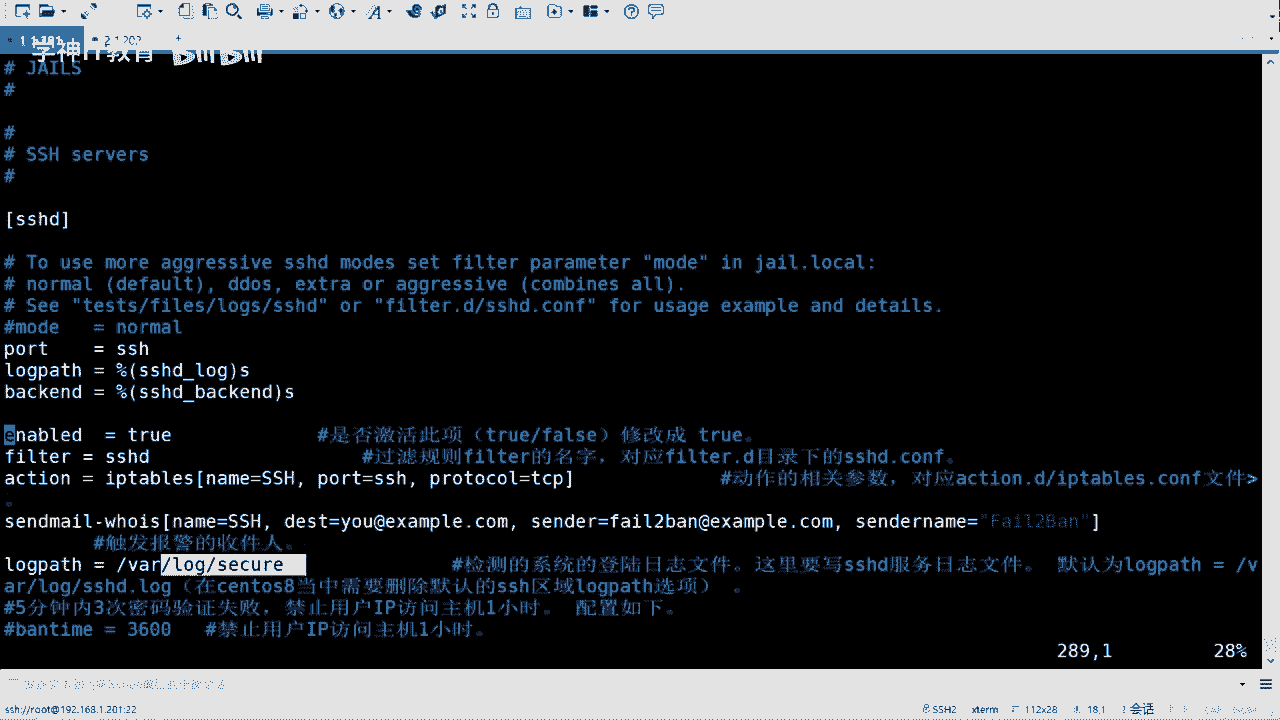 学神IT教育 bilibili
# JAILS
#
#
# SSH servers
#
[sshd]
# To use more aggressive sshd modes set filter parameter "mode" in jail.local:
# normal (default), ddos, extra or aggressive (combines all).
# See "tests/files/logs/sshd" or "filter.d/sshd.conf" for usage example and details.
#mode   = normal
port    = ssh
logpath = %(sshd_log)s
backend = %(sshd_backend)s
enabled  = true             #是否激活此项（true/false）修改成 true。
filter = sshd                   #过滤规则filter的名字，对应filter.d目录下的sshd.conf。
action = iptables[name=SSH, port=ssh, protocol=tcp]             #动作的相关参数，对应action.d/iptables.conf文件>
。
sendmail-whois[name=SSH, dest=you@example.com, sender=fail2ban@example.com, sendername="Fail2Ban"]
        #触发报警的收件人。
logpath = /var/log/secure               #检测的系统的登陆日志文件。这里要写sshd服务日志文件。 默认为logpath = /v
ar/log/sshd.log（在centos8当中需要删除默认的ssh区域logpath选项） 。
#5分钟内3次密码验证失败，禁止用户IP访问主机1小时。 配置如下。
#bantime = 3600   #禁止用户IP访问主机1小时。
289,1         28%
ssh://root@192.168.1.201:22
SSH2 xterm 112x28 18,1 1 会话